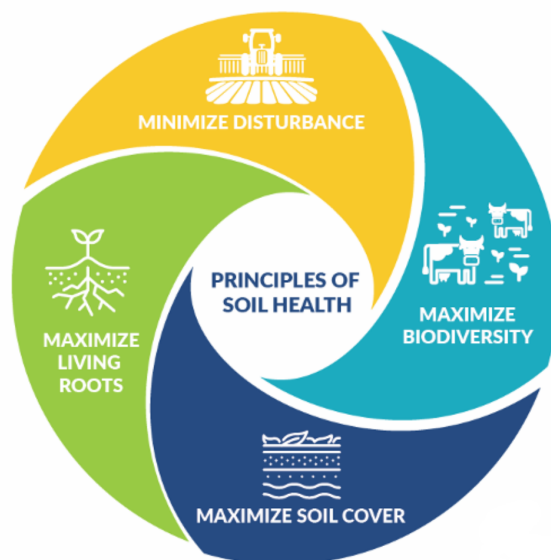 MINIMIZE DISTURBANCE
MAXIMIZE
BIODIVERSITY
PRINCIPLES OF
SOIL HEALTH
MAXIMIZE
LIVING
ROOTS
MAXIMIZE SOIL COVER